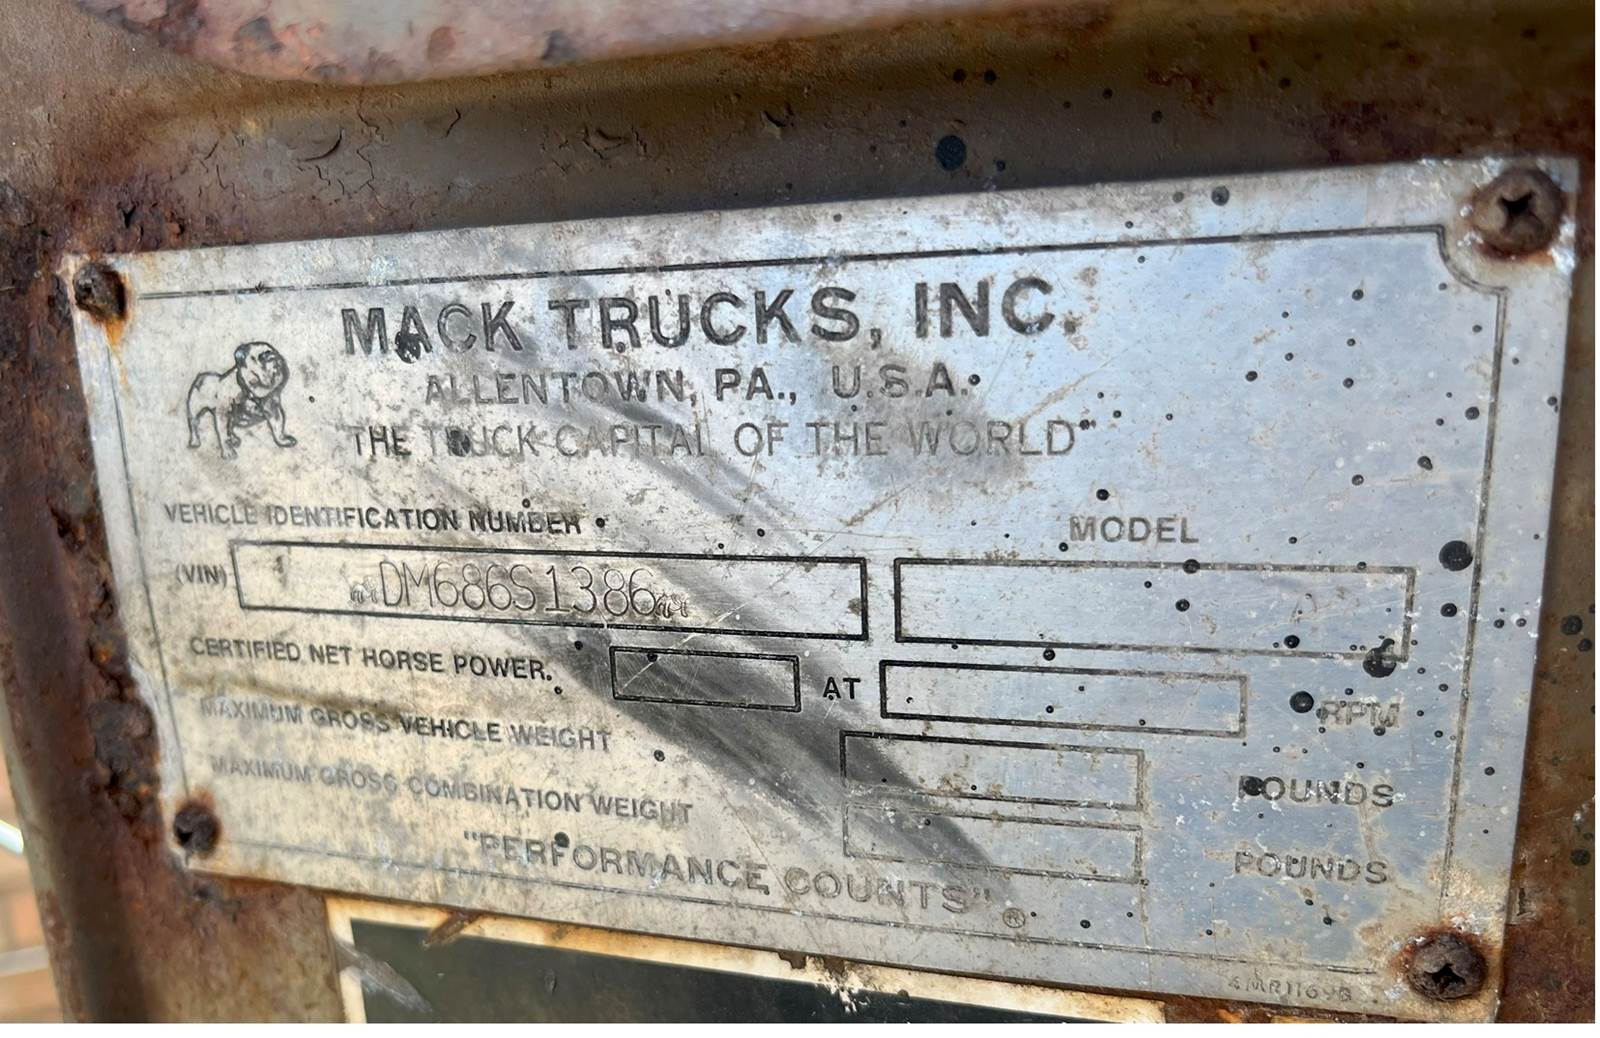 MACK TRUCKS, INC.
ALLENTOWN, PA., U.S.A.
"THE TRUCK CAPITAL OF THE WORLD"
VEHICLE IDENTIFICATION NUMBER
MODEL
(VIN)
DM686S1386
CERTIFIED NET HORSE POWER.
AT
RPM
MAXIMUM GROSS VEHICLE WEIGHT
POUNDS
MAXIMUM GROSS COMBINATION WEIGHT
POUNDS
"PERFORMANCE COUNTS"®